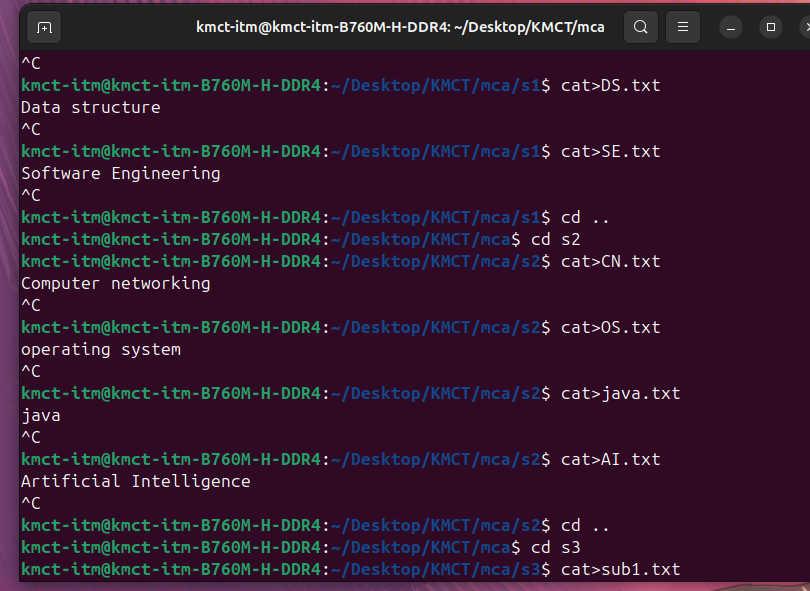 kmct-itm@kmct-itm-B760M-H-DDR4: ~/Desktop/KMCT/mca
^C
kmct-itm@kmct-itm-B760M-H-DDR4:~/Desktop/KMCT/mca/s1$ cat>DS.txt
Data structure
^C
kmct-itm@kmct-itm-B760M-H-DDR4:~/Desktop/KMCT/mca/s1$ cat>SE.txt
Software Engineering
^C
kmct-itm@kmct-itm-B760M-H-DDR4:~/Desktop/KMCT/mca/s1$ cd ..
kmct-itm@kmct-itm-B760M-H-DDR4:~/Desktop/KMCT/mca$ cd s2
kmct-itm@kmct-itm-B760M-H-DDR4:~/Desktop/KMCT/mca/s2$ cat>CN.txt
Computer networking
^C
kmct-itm@kmct-itm-B760M-H-DDR4:~/Desktop/KMCT/mca/s2$ cat>OS.txt
operating system
^C
kmct-itm@kmct-itm-B760M-H-DDR4:~/Desktop/KMCT/mca/s2$ cat>java.txt
java
^C
kmct-itm@kmct-itm-B760M-H-DDR4:~/Desktop/KMCT/mca/s2$ cat>AI.txt
Artificial Intelligence
^C
kmct-itm@kmct-itm-B760M-H-DDR4:~/Desktop/KMCT/mca/s2$ cd ..
kmct-itm@kmct-itm-B760M-H-DDR4:~/Desktop/KMCT/mca$ cd s3
kmct-itm@kmct-itm-B760M-H-DDR4:~/Desktop/KMCT/mca/s3$ cat>sub1.txt